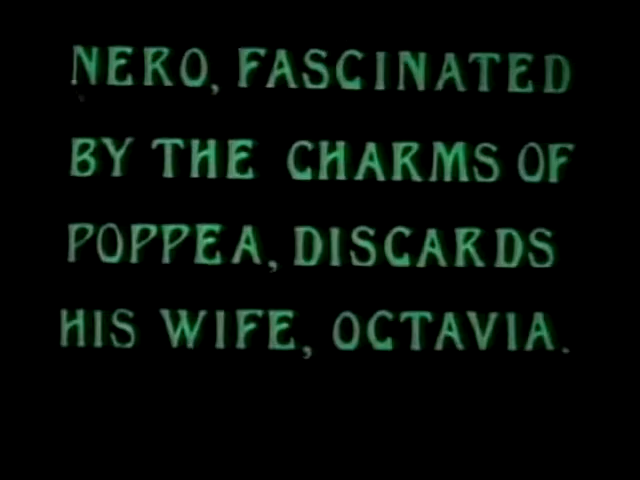 NERO, FASCINATED
BY THE CHARMS OF
POPPEA, DISCARDS
HIS WIFE, OCTAVIA.